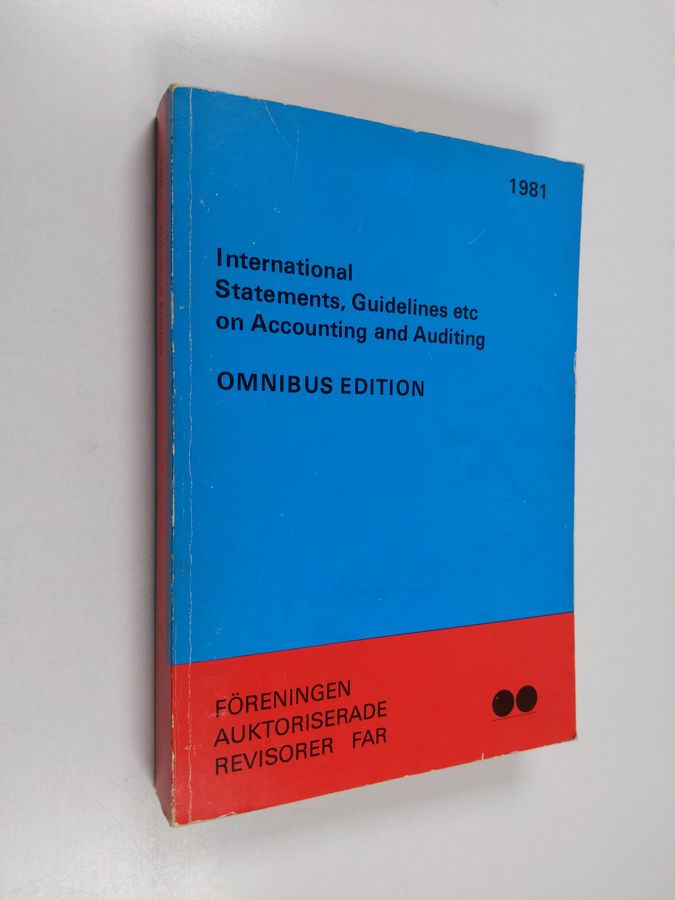 1981
International
Statements, Guidelines etc
on Accounting and Auditing
OMNIBUS EDITION
FÖRENINGEN
AUKTORISERADE
REVISORER FAR